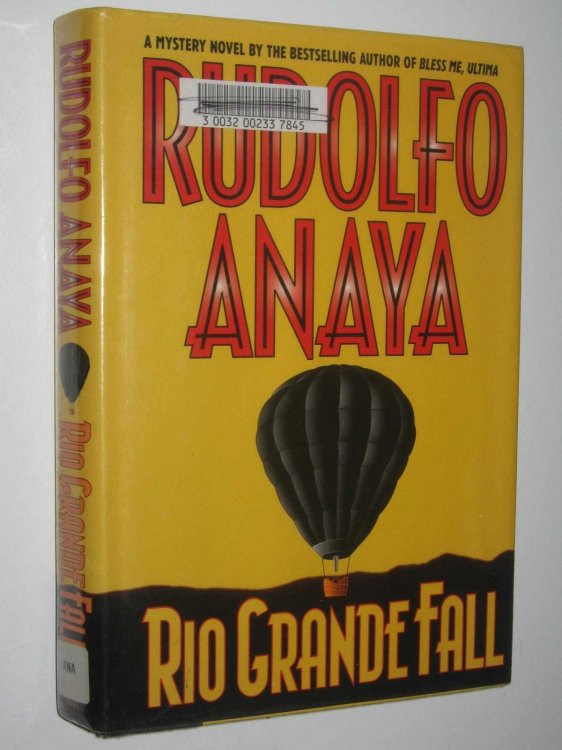 A MYSTERY NOVEL BY THE BESTSELLING AUTHOR OF BLESS ME, ULTIMA
RUDOLFO
3 0032 00233 7845
ANAYA
RIO GRANDE FALL
RUDOLFO ANAYA
RIO GRANDE FALL
ANA